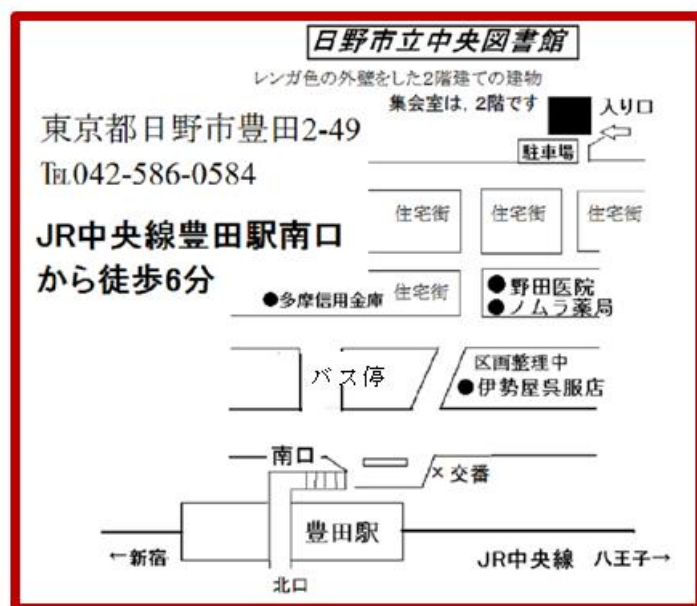 日野市立中央図書館
レンガ色の外壁をした2階建ての建物
集会室は, 2階です
入り口
駐車場
東京都日野市豊田2-49
℡042-586-0584
JR中央線豊田駅南口
から徒歩6分
住宅街
住宅街
住宅街
住宅街
●多摩信用金庫
●野田医院
●ノムラ薬局
バス停
区画整理中
●伊勢屋呉服店
南口
×交番
豊田駅
←新宿
JR中央線 八王子→
北口